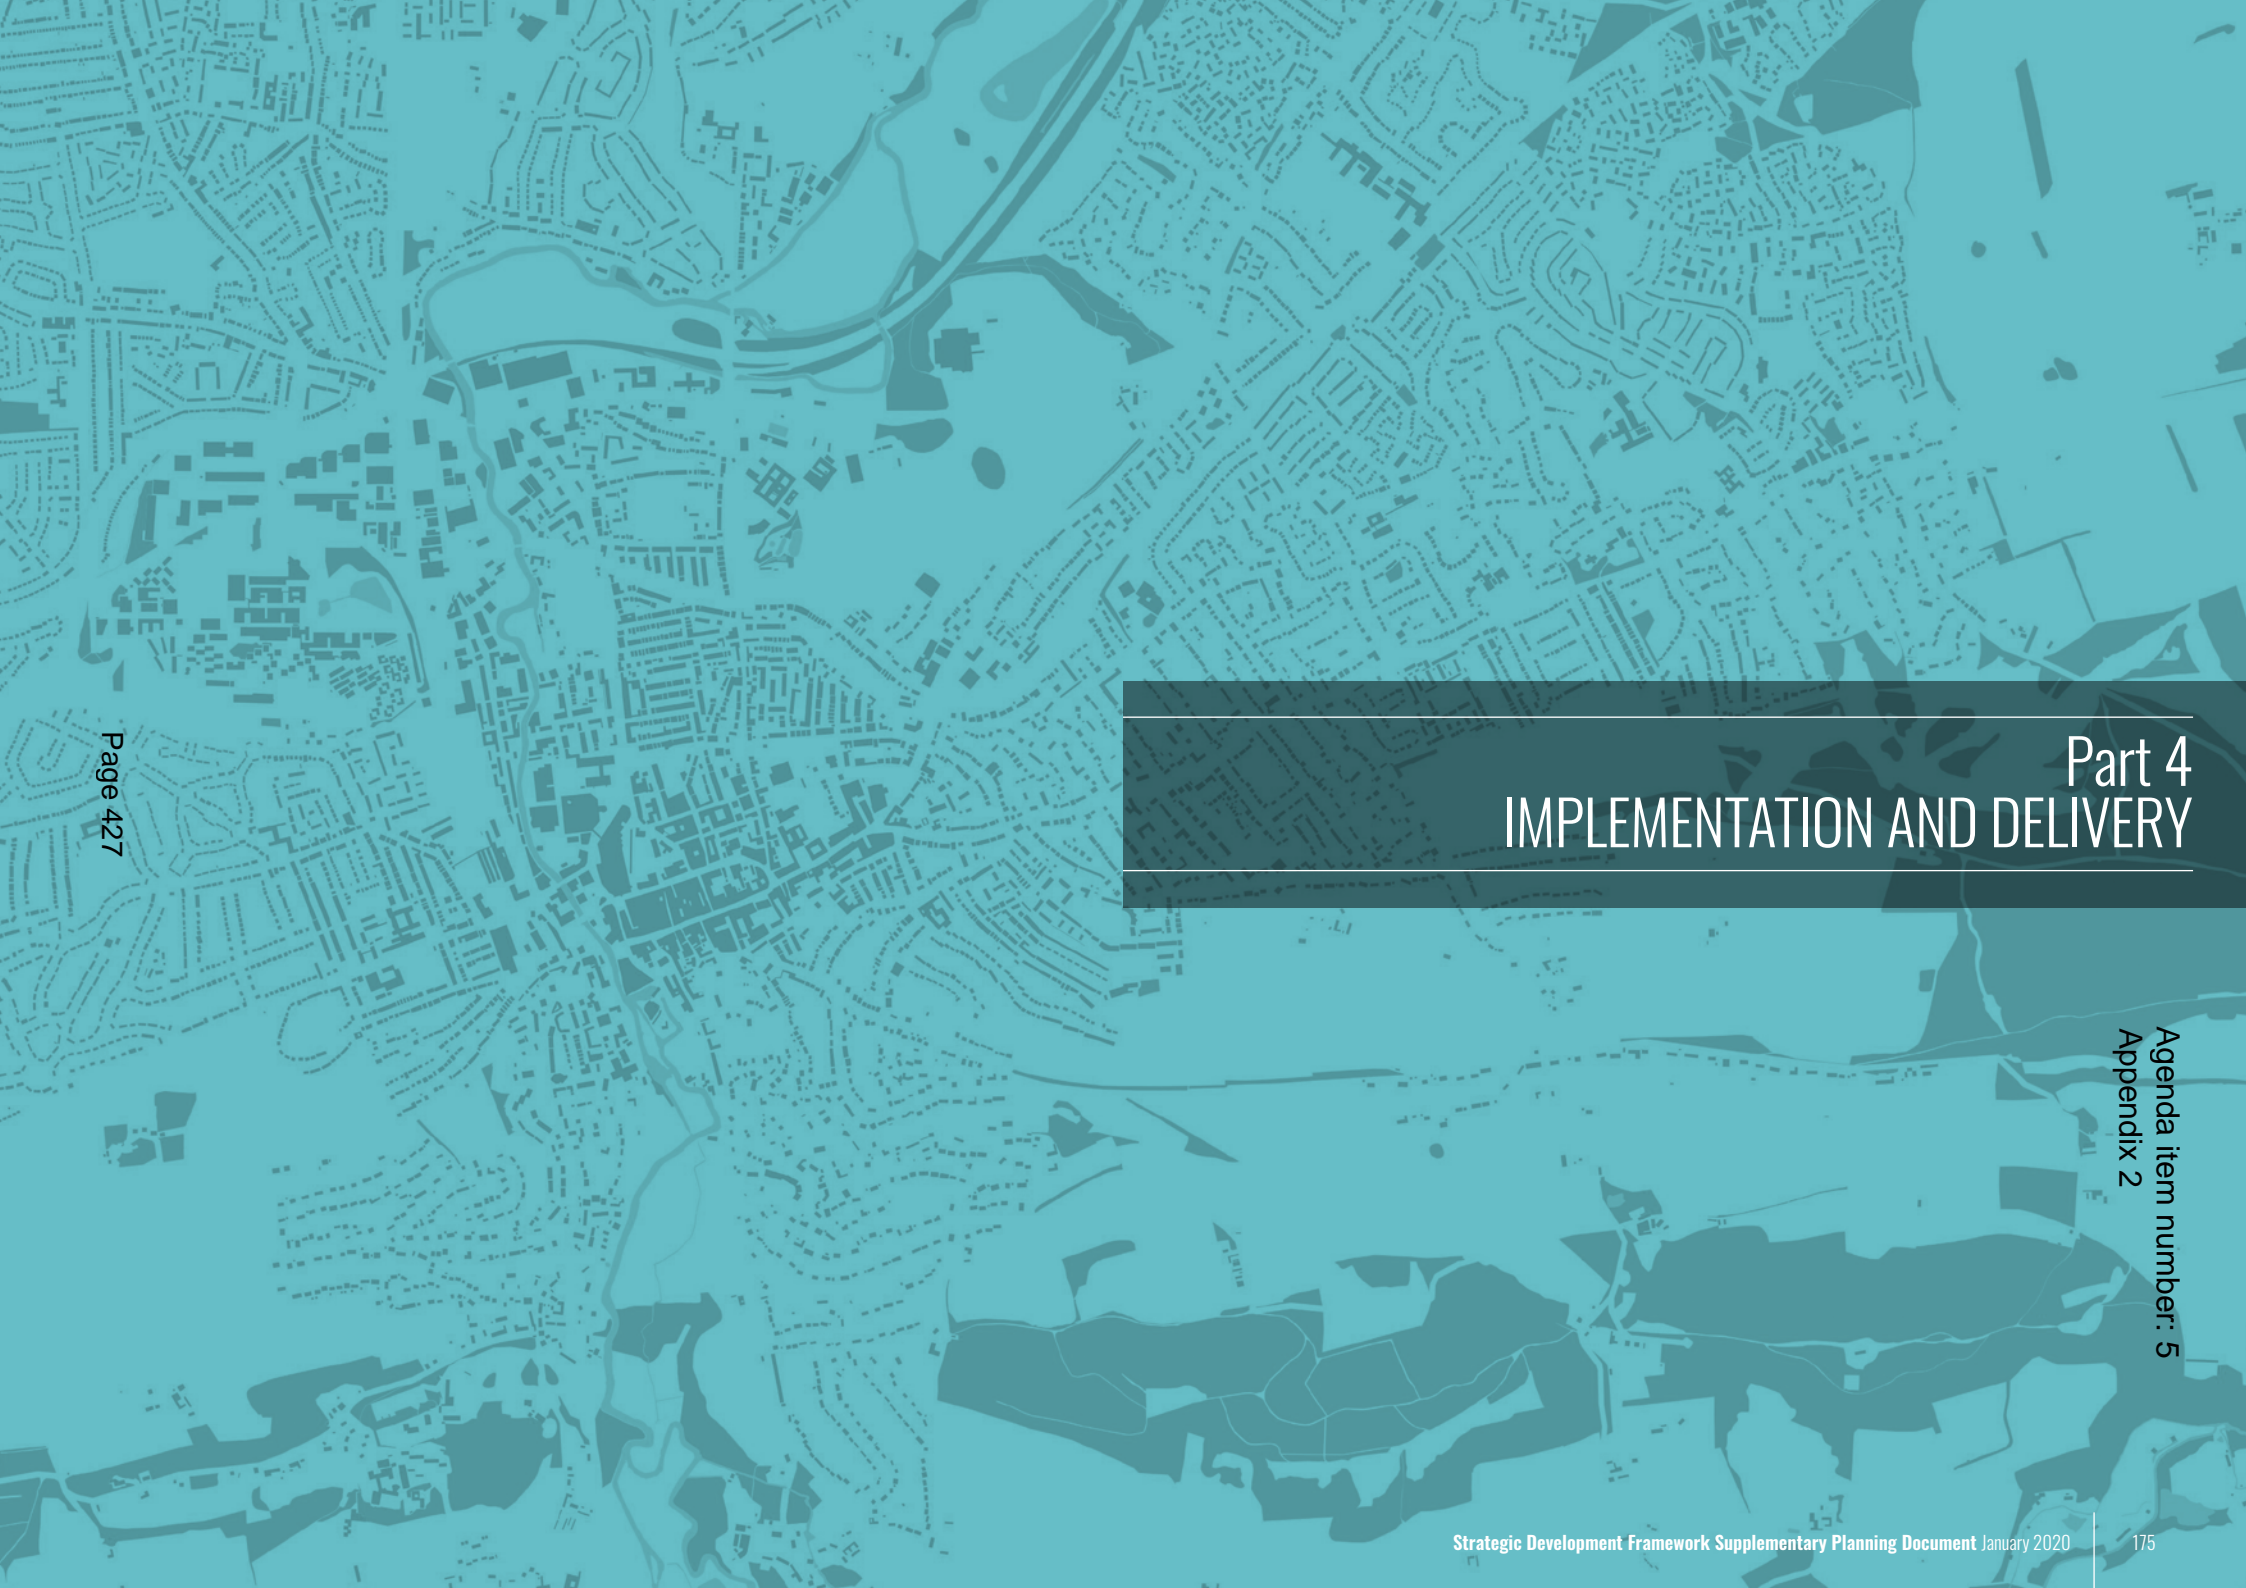 Part 4
IMPLEMENTATION AND DELIVERY
Page 427
Agenda item number: 5
Appendix 2
Strategic Development Framework Supplementary Planning Document January 2020
175